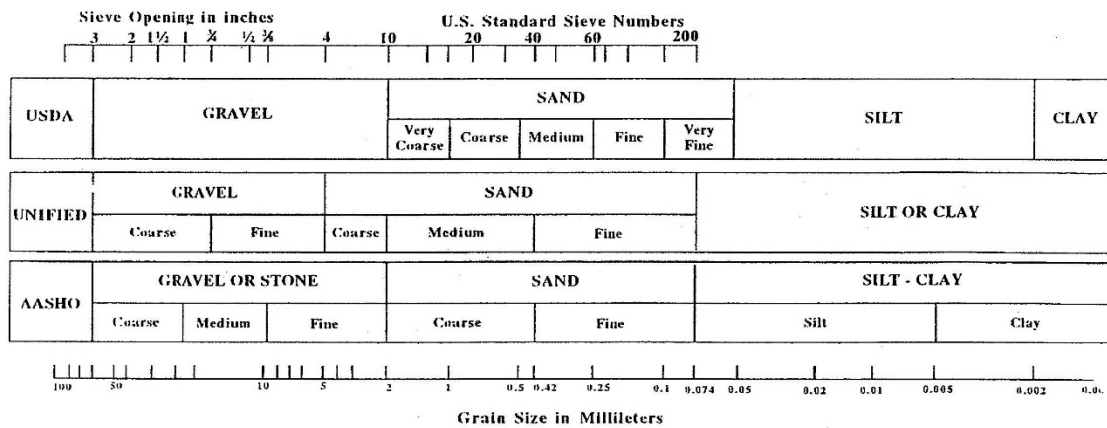 Sieve Opening in inches U.S. Standard Sieve Numbers
3 2 1½ 1 ¾ ½ ⅜ 4 10 20 40 60 200
USDA GRAVEL SAND SILT CLAY
Very Coarse Coarse Medium Fine Very Fine
UNIFIED GRAVEL SAND SILT OR CLAY
Coarse Fine Coarse Medium Fine
AASHO GRAVEL OR STONE SAND SILT - CLAY
Coarse Medium Fine Coarse Fine Silt Clay
100 50 10 5 2 1 0.5 0.42 0.25 0.1 0.074 0.05 0.02 0.01 0.005 0.002
Grain Size in Millileters